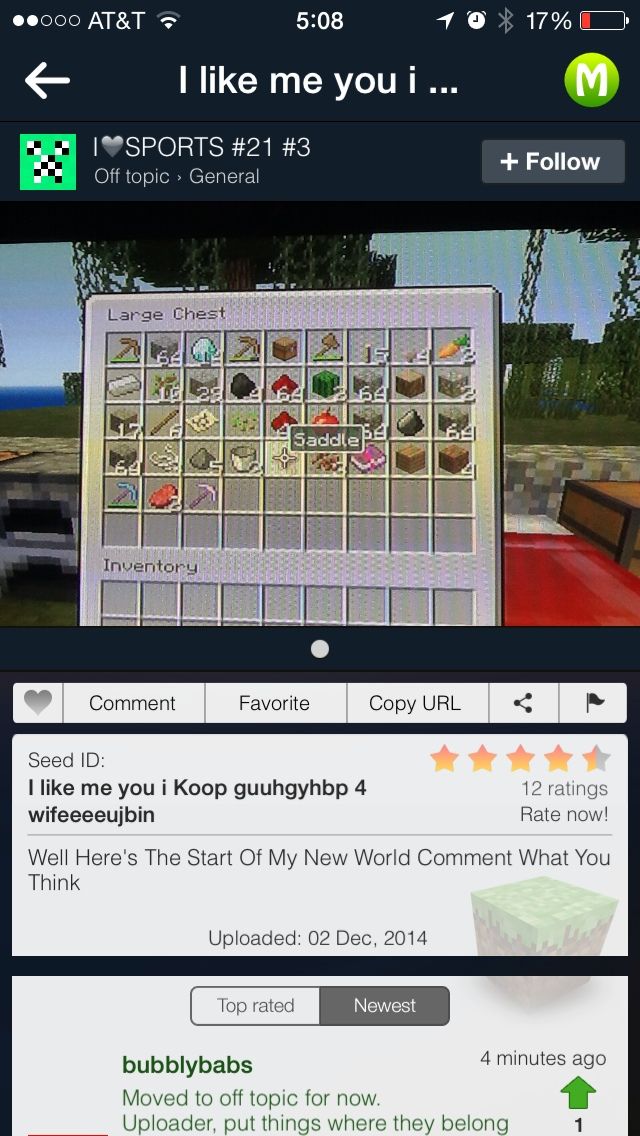 AT&T 5:08 17%
I like me you i ...
M
I🖤SPORTS #21 #3
Off topic › General
+ Follow
Large Chest
Saddle
Inventory
Comment Favorite Copy URL
Seed ID:
I like me you i Koop guuhgyhbp 4
wifeeeeujbin
12 ratings
Rate now!
Well Here's The Start Of My New World Comment What You
Think
Uploaded: 02 Dec, 2014
Top rated Newest
bubblybabs
4 minutes ago
Moved to off topic for now.
Uploader, put things where they belong
1